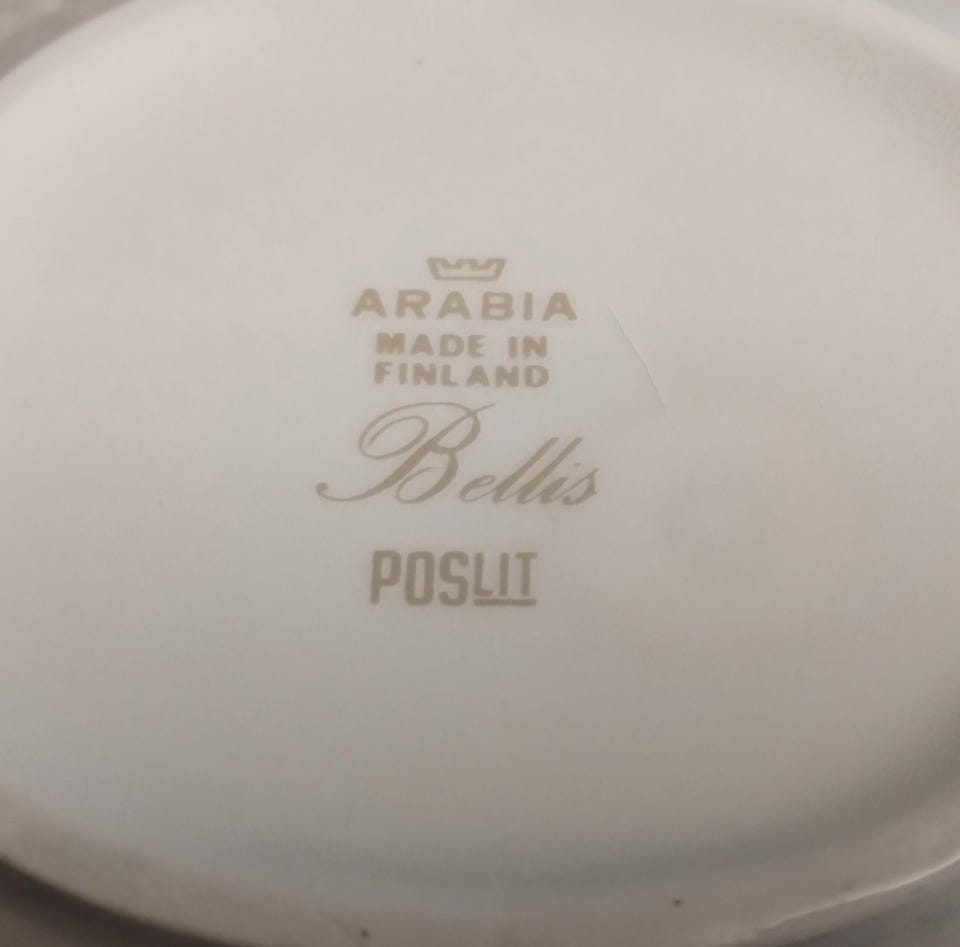 ARABIA
MADE IN
FINLAND
Bellis
POSLIT